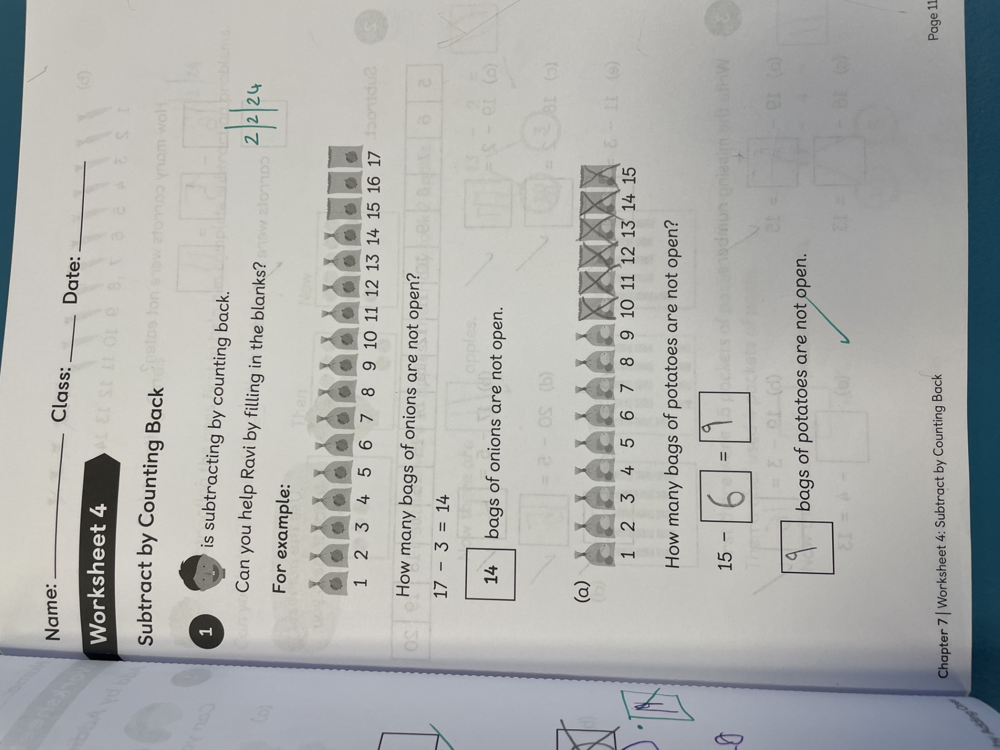 Name: Class: Date:
Worksheet 4
Subtract by Counting Back
2|2|24
1 is subtracting by counting back.
Can you help Ravi by filling in the blanks?
For example:
1 2 3 4 5 6 7 8 9 10 11 12 13 14 15 16 17
How many bags of onions are not open?
17 − 3 = 14
14 bags of onions are not open.
(a)
1 2 3 4 5 6 7 8 9 10 11 12 13 14 15
How many bags of potatoes are not open?
15 − 6 = 9
9 bags of potatoes are not open.
Chapter 7 | Worksheet 4: Subtract by Counting Back
Page 11